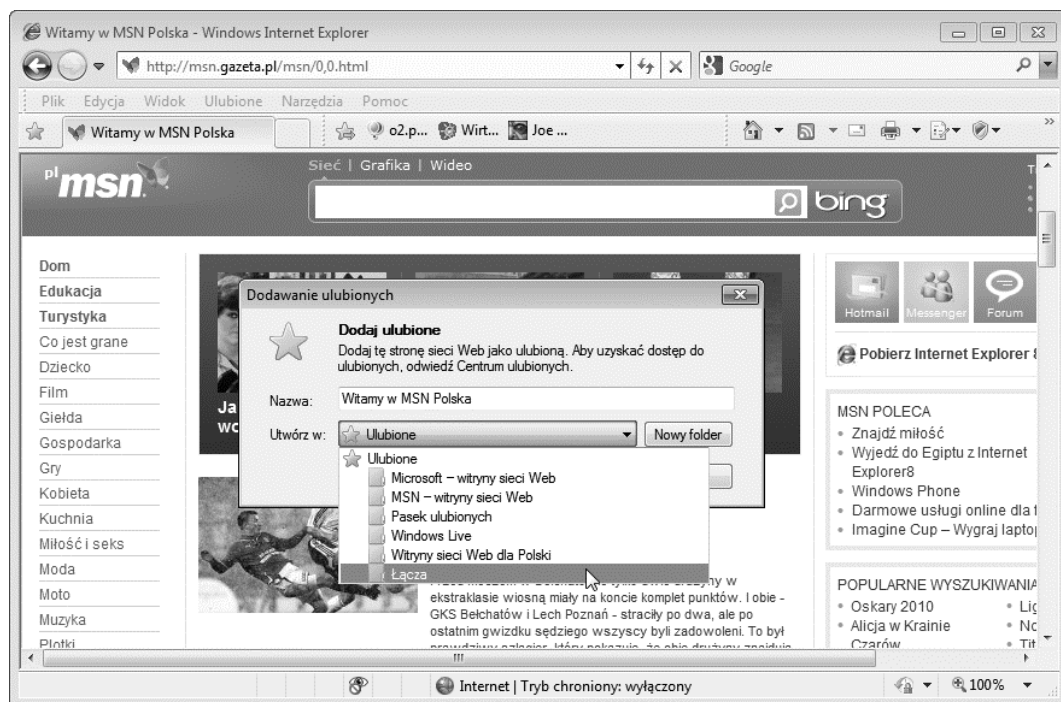 Witamy w MSN Polska - Windows Internet Explorer
http://msn.gazeta.pl/msn/0,0.html
Google
Plik Edycja Widok Ulubione Narzędzia Pomoc
Witamy w MSN Polska
o2.p... Wirt... Joe ...
pl msn
Sieć | Grafika | Wideo
bing
Dom
Edukacja
Turystyka
Co jest grane
Dziecko
Film
Giełda
Gospodarka
Gry
Kobieta
Kuchnia
Miłość i seks
Moda
Moto
Muzyka
Plotki
Dodawanie ulubionych
Dodaj ulubione
Dodaj tę stronę sieci Web jako ulubioną. Aby uzyskać dostęp do
ulubionych, odwiedź Centrum ulubionych.
Nazwa: Witamy w MSN Polska
Utwórz w: Ulubione Nowy folder
Ulubione
Microsoft – witryny sieci Web
MSN – witryny sieci Web
Pasek ulubionych
Windows Live
Witryny sieci Web dla Polski
Łącza
Ja
wc
ekstraklasie wiosną miały na koncie komplet punktów. I obie -
GKS Bełchatów i Lech Poznań - straciły po dwa, ale po
ostatnim gwizdku sędziego wszyscy byli zadowoleni. To był
Hotmail Messenger Forum
Pobierz Internet Explorer 8
MSN POLECA
Znajdź miłość
Wyjedź do Egiptu z Internet
Explorer8
Windows Phone
Darmowe usługi online dla
Imagine Cup – Wygraj lapto
POPULARNE WYSZUKIWANIA
Oskary 2010
Alicja w Krainie
Czarów
Lig
Tit
Internet | Tryb chroniony: wyłączony
100%